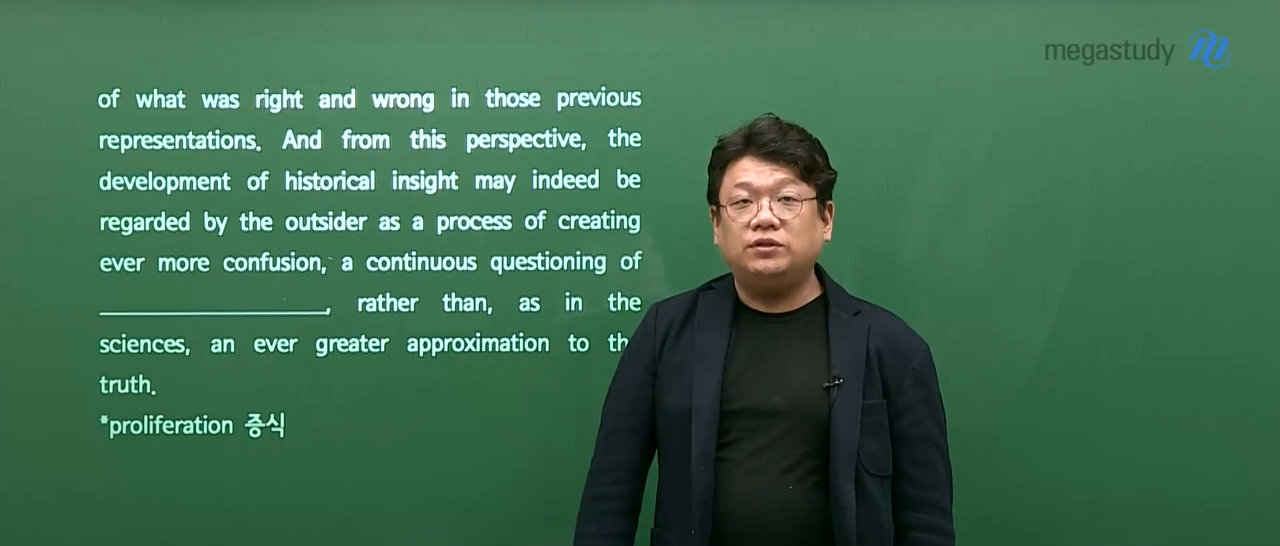 megastudy
of what was right and wrong in those previous
representations. And from this perspective, the
development of historical insight may indeed be
regarded by the outsider as a process of creating
ever more confusion, a continuous questioning of
____________________, rather than, as in the
sciences, an ever greater approximation to
truth.
*proliferation 증식